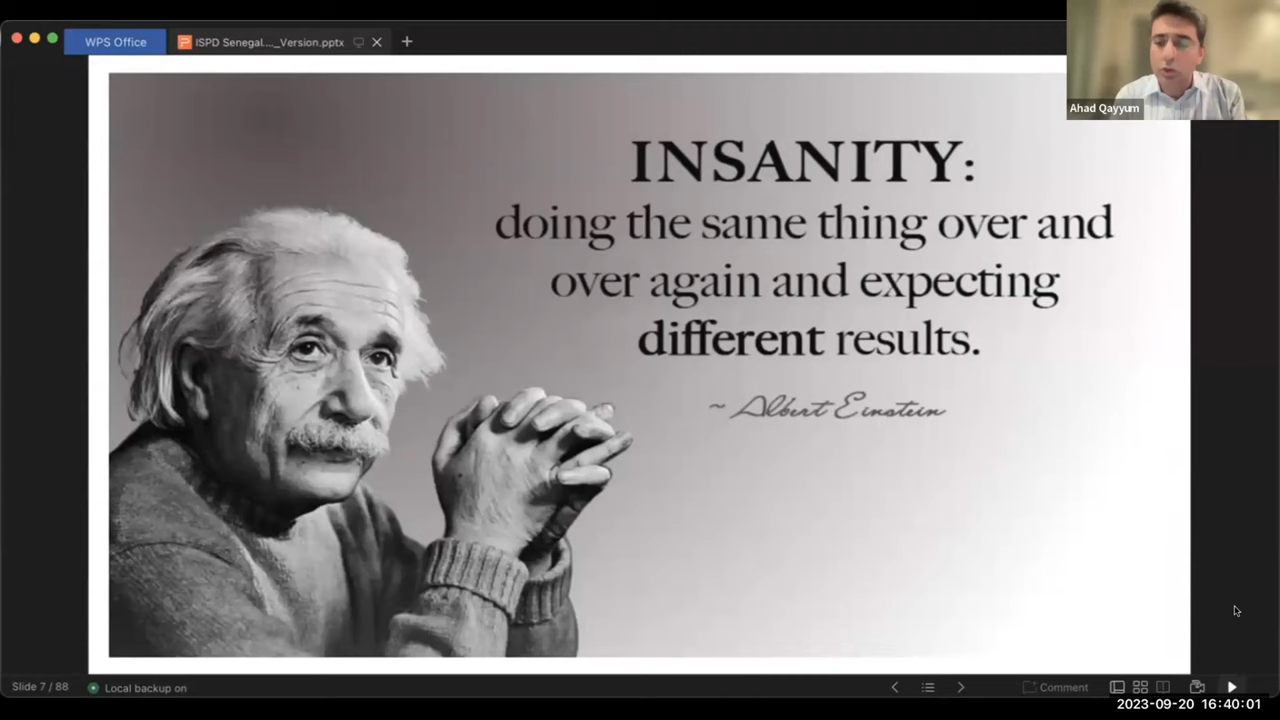 WPS Office
ISPD Senegal...._Version.pptx
Ahad Qayyum
INSANITY:
doing the same thing over and
over again and expecting
different results.
~ Albert Einstein
Slide 7 / 88
Local backup on
Comment
2023-09-20 16:40:01